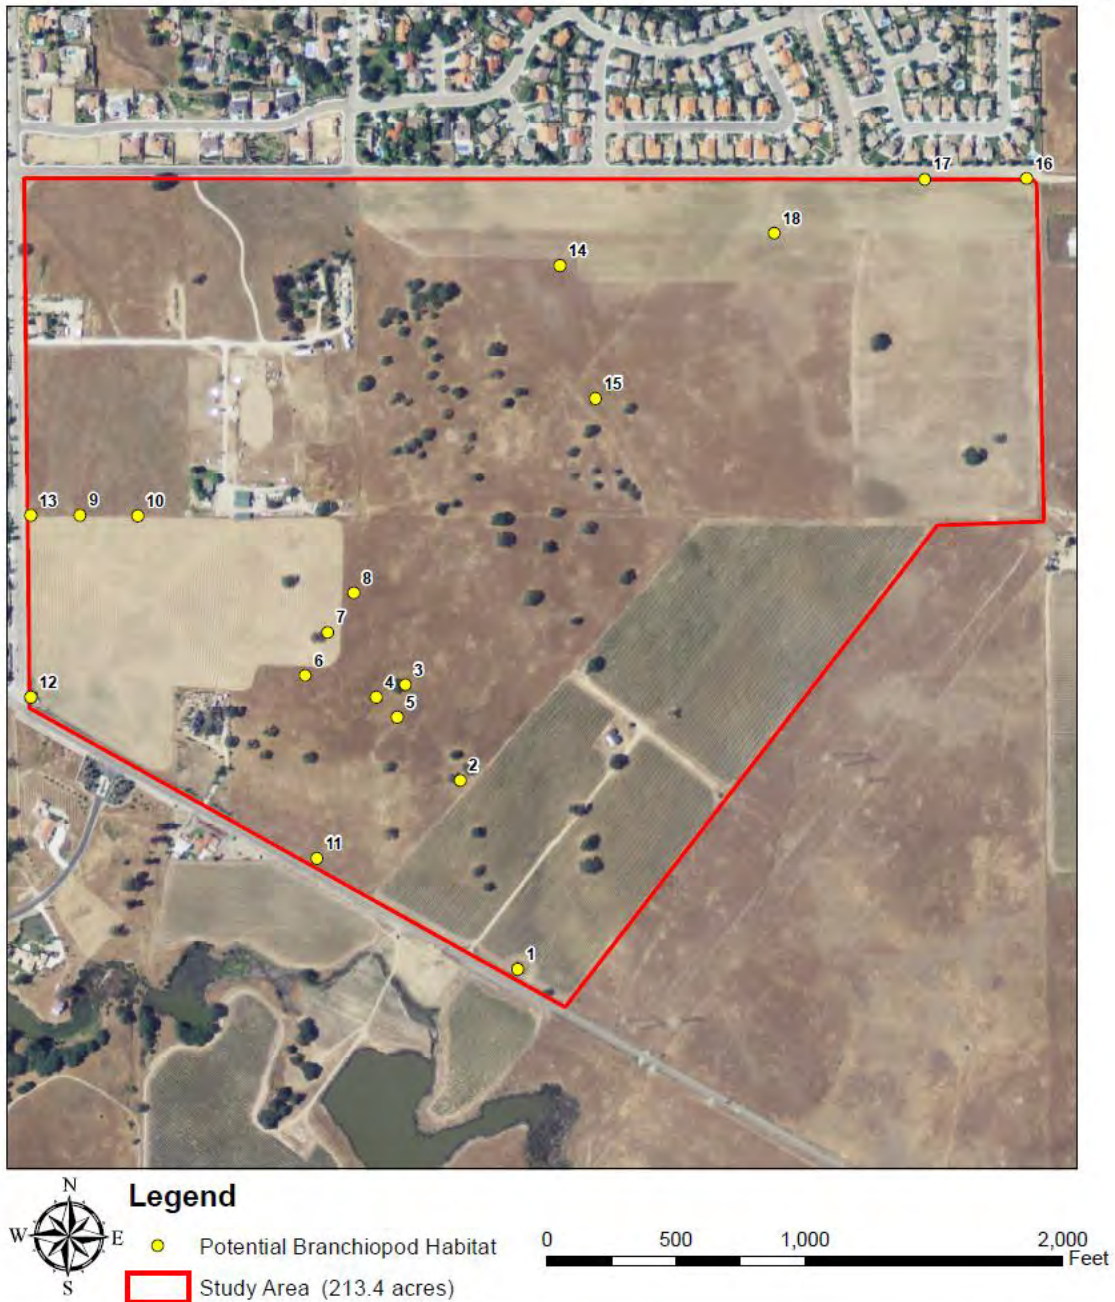 17
16
18
14
15
13
9
10
8
7
6
3
4
5
12
2
11
1
N
W
E
S
Legend
Potential Branchiopod Habitat
Study Area (213.4 acres)
0
500
1,000
2,000
Feet